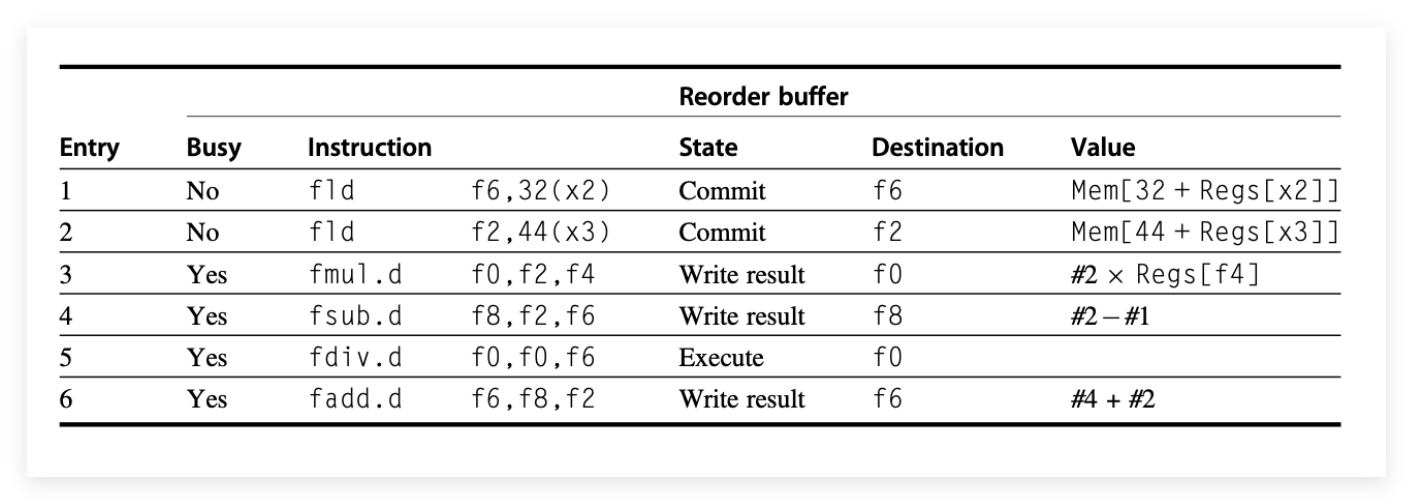 Reorder buffer
Entry Busy Instruction State Destination Value
1 No fld f6,32(x2) Commit f6 Mem[32 + Regs[x2]]
2 No fld f2,44(x3) Commit f2 Mem[44 + Regs[x3]]
3 Yes fmul.d f0,f2,f4 Write result f0 #2 × Regs[f4]
4 Yes fsub.d f8,f2,f6 Write result f8 #2 – #1
5 Yes fdiv.d f0,f0,f6 Execute f0
6 Yes fadd.d f6,f8,f2 Write result f6 #4 + #2